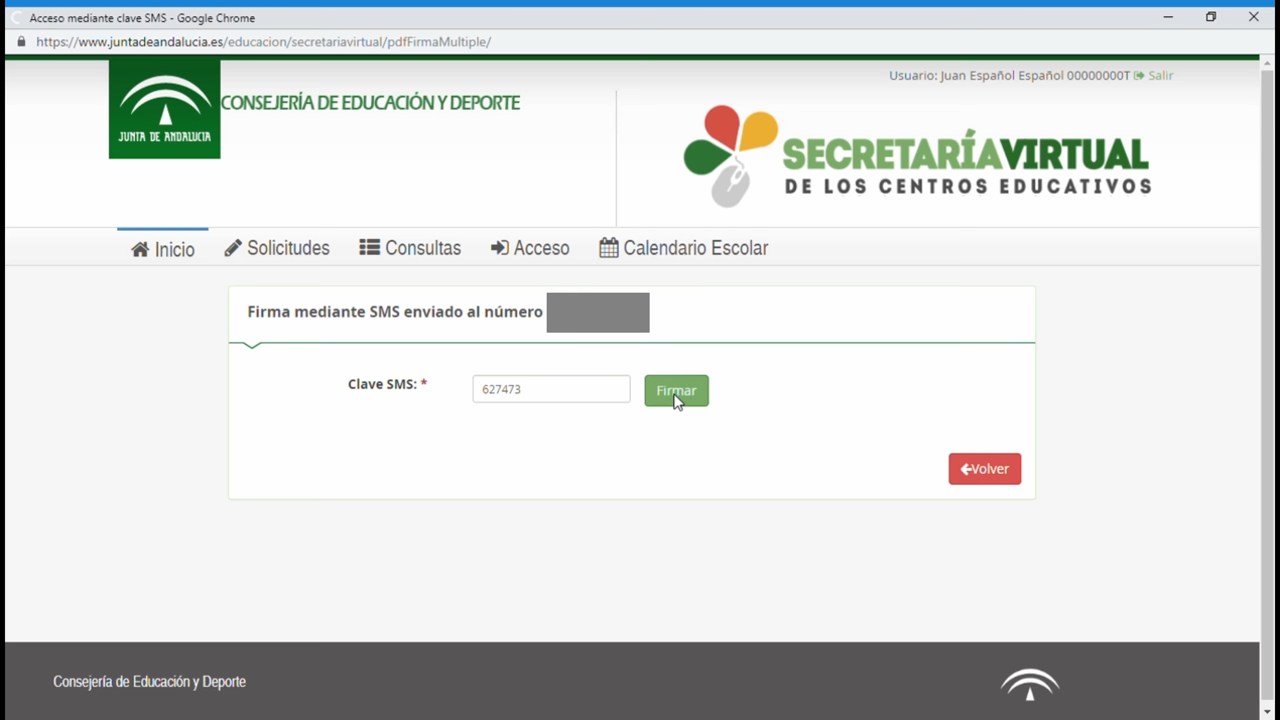 Acceso mediante clave SMS - Google Chrome
https://www.juntadeandalucia.es/educacion/secretariavirtual/pdfFirmaMultiple/
Usuario: Juan Español Español 00000000T Salir
JUNTA DE ANDALUCIA
CONSEJERÍA DE EDUCACIÓN Y DEPORTE
SECRETARÍAVIRTUAL
DE LOS CENTROS EDUCATIVOS
Inicio Solicitudes Consultas Acceso Calendario Escolar
Firma mediante SMS enviado al número
Clave SMS: * 627473 Firmar
Volver
Consejería de Educación y Deporte